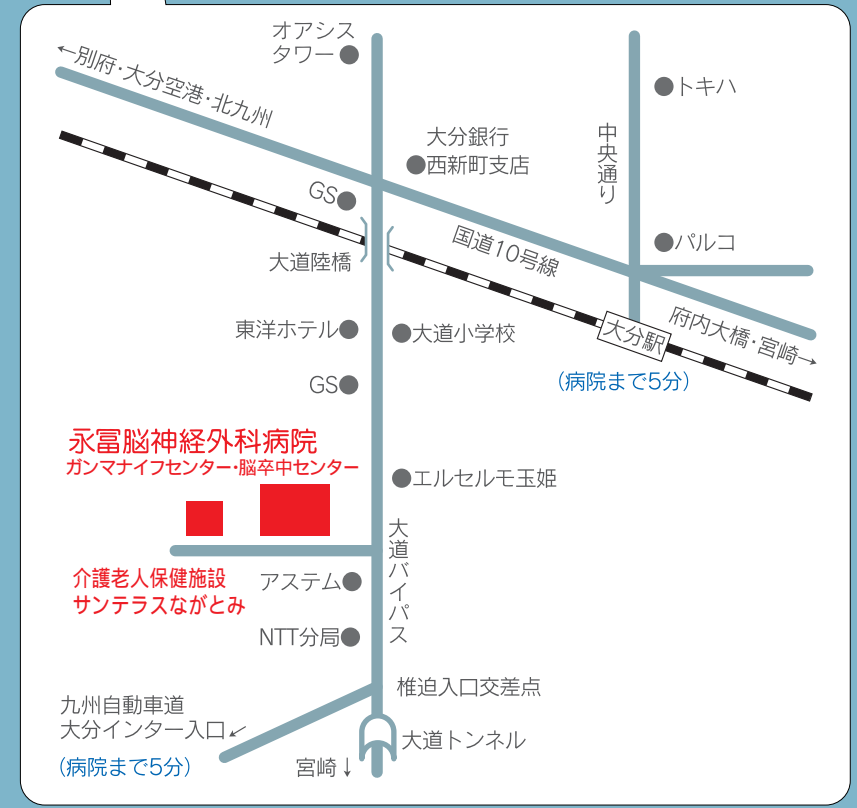 オアシス
タワー
←別府・大分空港・北九州
トキハ
大分銀行
西新町支店
中央通り
GS
パルコ
国道10号線
大道陸橋
府内大橋・宮崎→
大分駅
(病院まで5分)
東洋ホテル
大道小学校
GS
永冨脳神経外科病院
ガンマナイフセンター・脳卒中センター
エルセルモ玉姫
大道バイパス
介護老人保健施設
サンテラスながとみ
アステム
NTT分局
椎迫入口交差点
九州自動車道
大分インター入口↙
(病院まで5分)
大道トンネル
宮崎↓